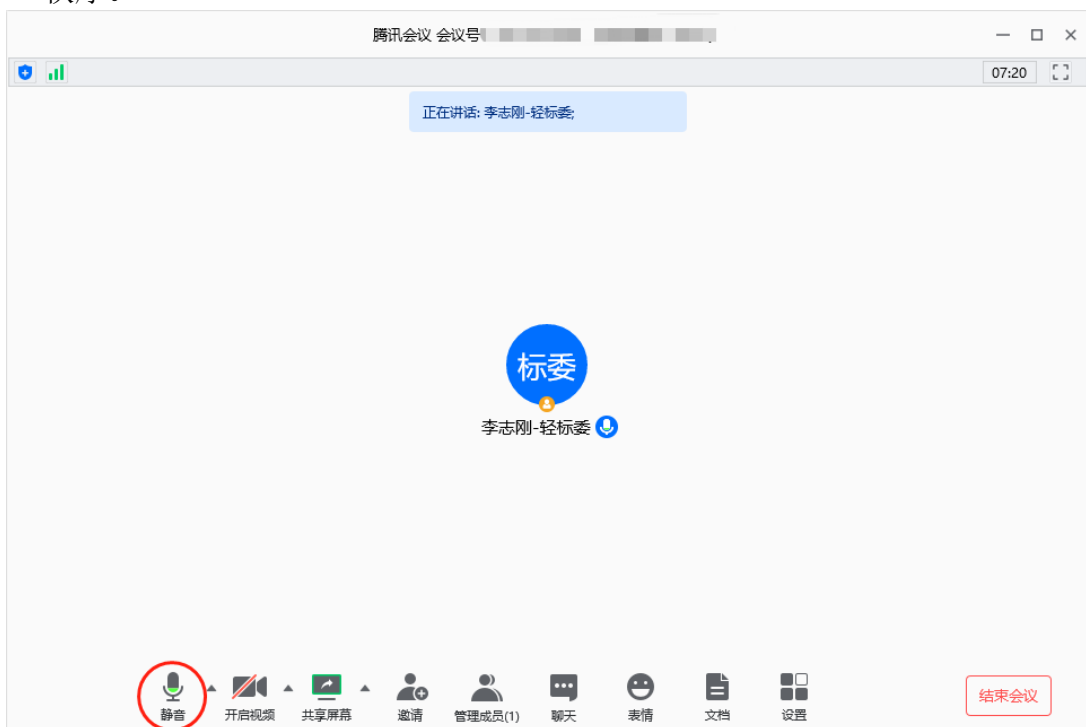 腾讯会议 会议号
07:20
正在讲话: 李志刚-轻标委;
标委
李志刚-轻标委
静音 开启视频 共享屏幕 邀请 管理成员(1) 聊天 表情 文档 设置 结束会议